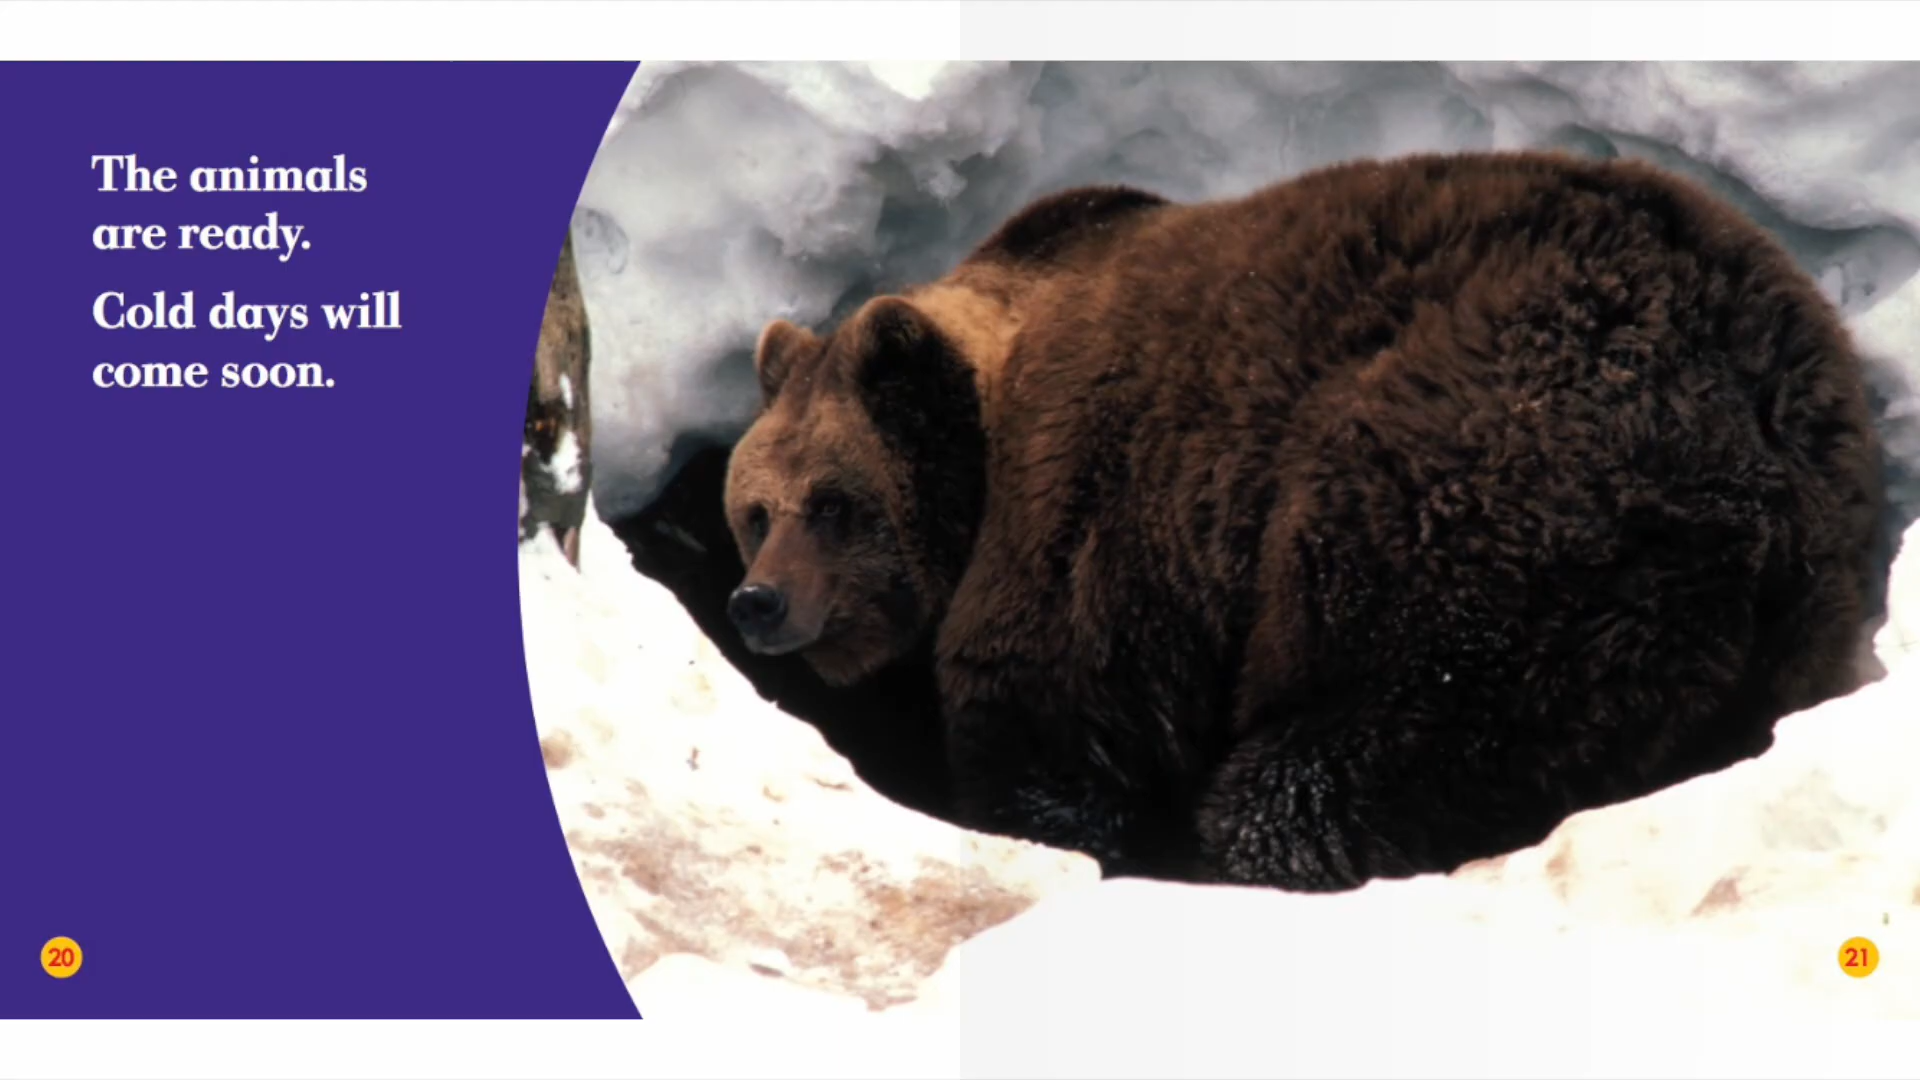 The animals
are ready.
Cold days will
come soon.
20
21